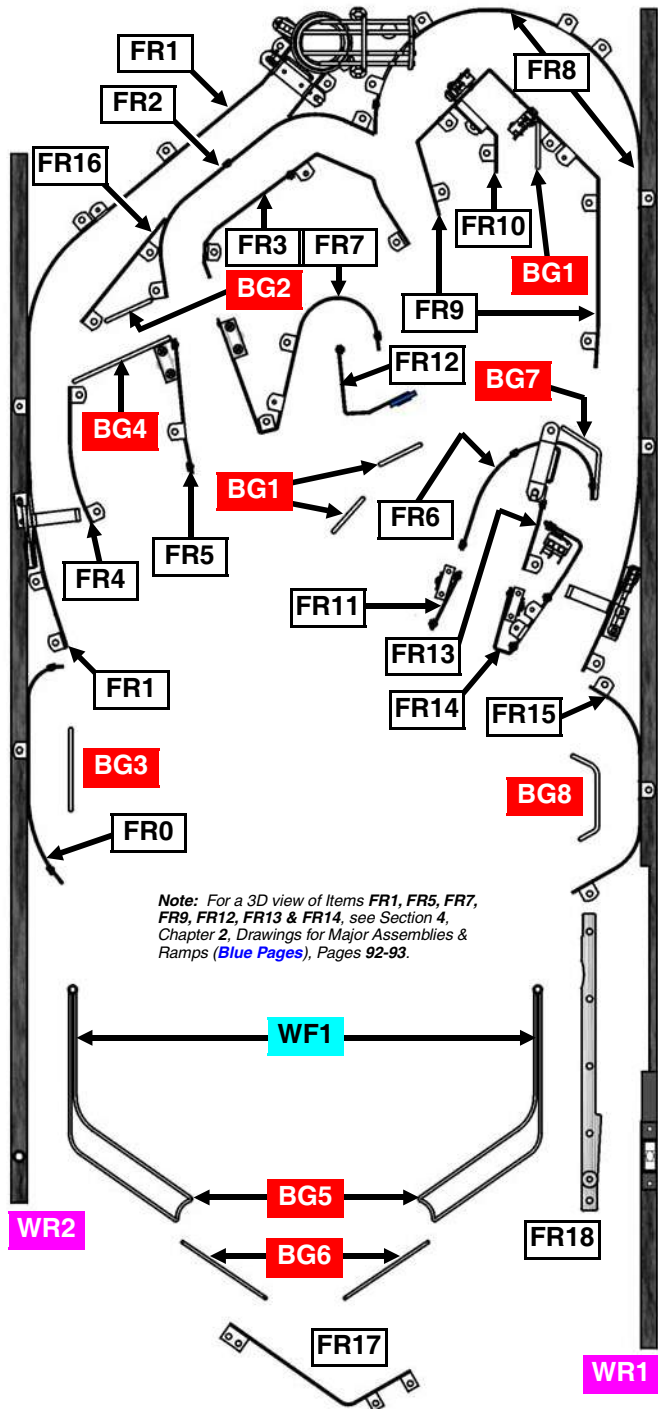 FR1
FR8
FR2
FR16
FR10
FR3
FR7
BG1
BG2
FR9
FR12
BG7
BG4
BG1
FR6
FR5
FR4
FR11
FR13
FR1
FR14
FR15
BG3
BG8
FR0
Note: For a 3D view of Items FR1, FR5, FR7,
FR9, FR12, FR13 & FR14, see Section 4,
Chapter 2, Drawings for Major Assemblies &
Ramps (Blue Pages), Pages 92-93.
WF1
BG5
WR2
FR18
BG6
FR17
WR1